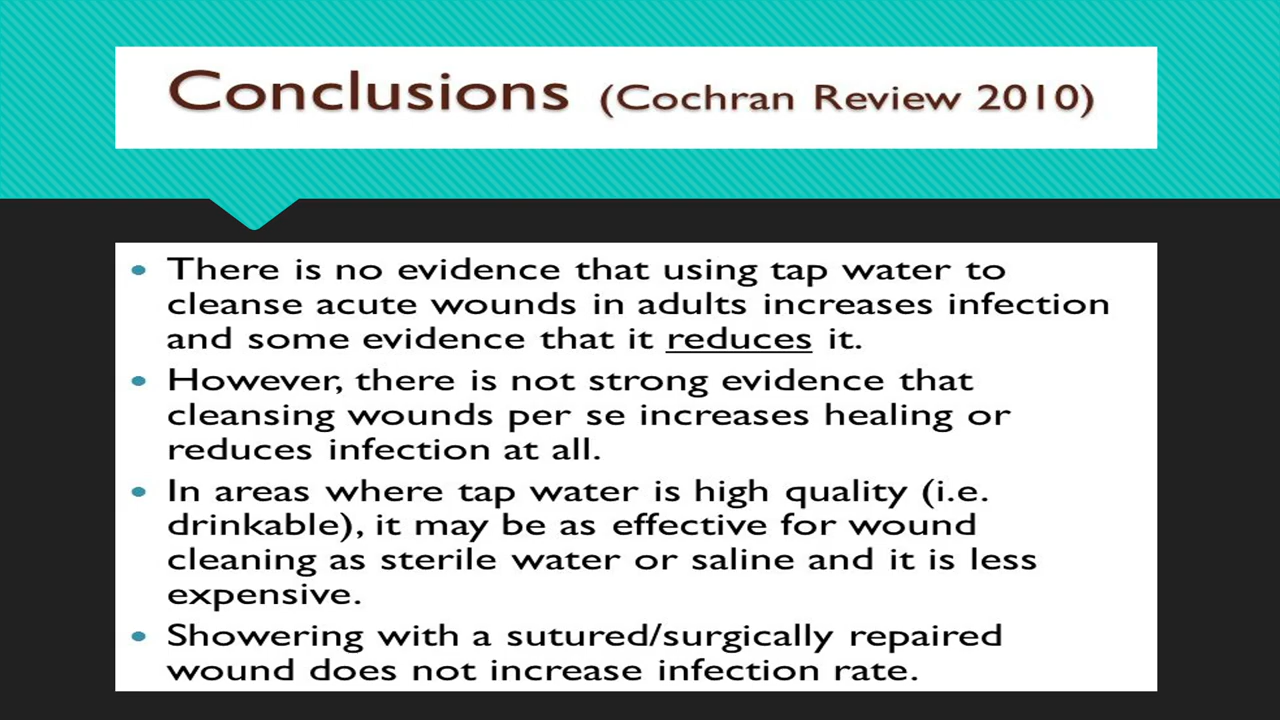 Conclusions (Cochran Review 2010)
• There is no evidence that using tap water to
cleanse acute wounds in adults increases infection
and some evidence that it reduces it.
• However, there is not strong evidence that
cleansing wounds per se increases healing or
reduces infection at all.
• In areas where tap water is high quality (i.e.
drinkable), it may be as effective for wound
cleaning as sterile water or saline and it is less
expensive.
• Showering with a sutured/surgically repaired
wound does not increase infection rate.